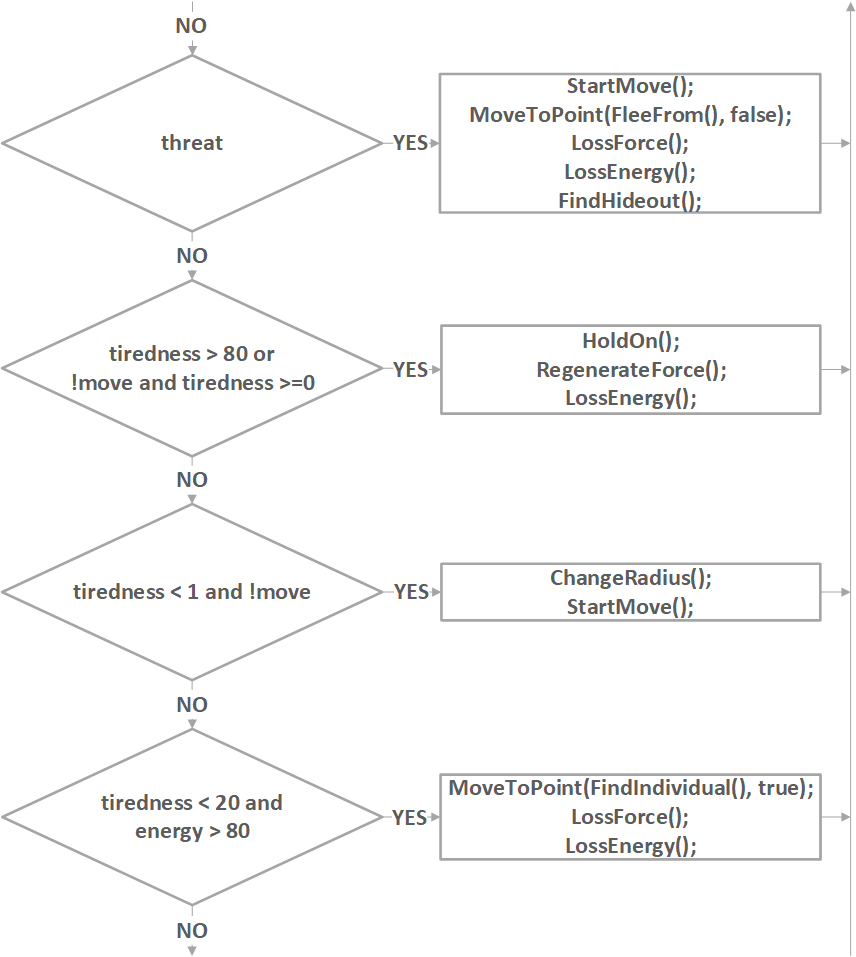 NO
threat
YES
StartMove();
MoveToPoint(FleeFrom(), false);
LossForce();
LossEnergy();
FindHideout();
NO
tiredness > 80 or
!move and tiredness >=0
YES
HoldOn();
RegenerateForce();
LossEnergy();
NO
tiredness < 1 and !move
YES
ChangeRadius();
StartMove();
NO
tiredness < 20 and
energy > 80
YES
MoveToPoint(FindIndividual(), true);
LossForce();
LossEnergy();
NO